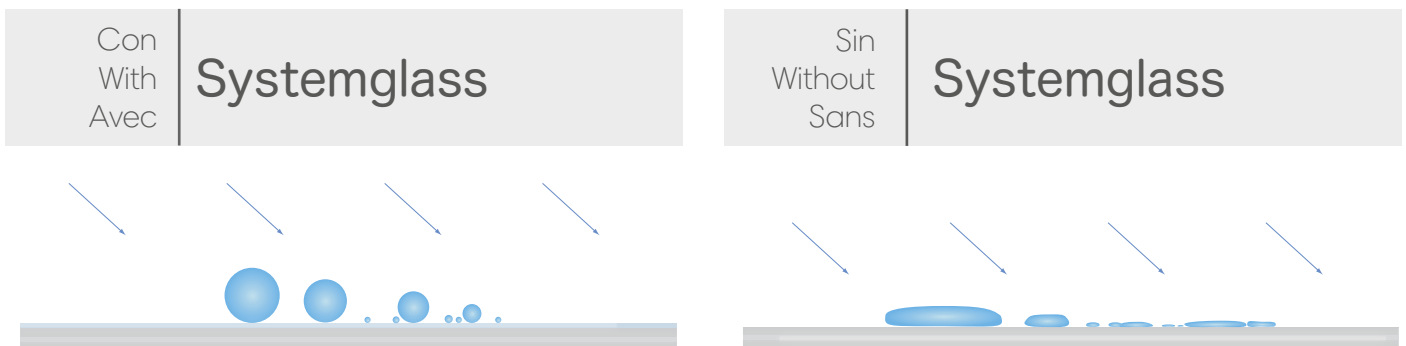 Con
With
Avec
Systemglass
Sin
Without
Sans
Systemglass